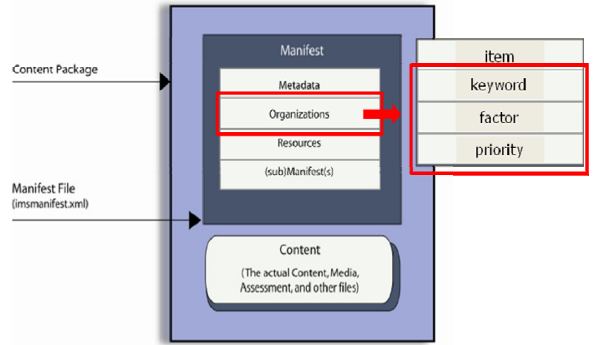 Content Package
Manifest File
(imsmanifest.xml)
Manifest
Metadata
Organizations
Resources
(sub)Manifest(s)
Content
(The actual Content, Media,
Assessment, and other files)
item
keyword
factor
priority